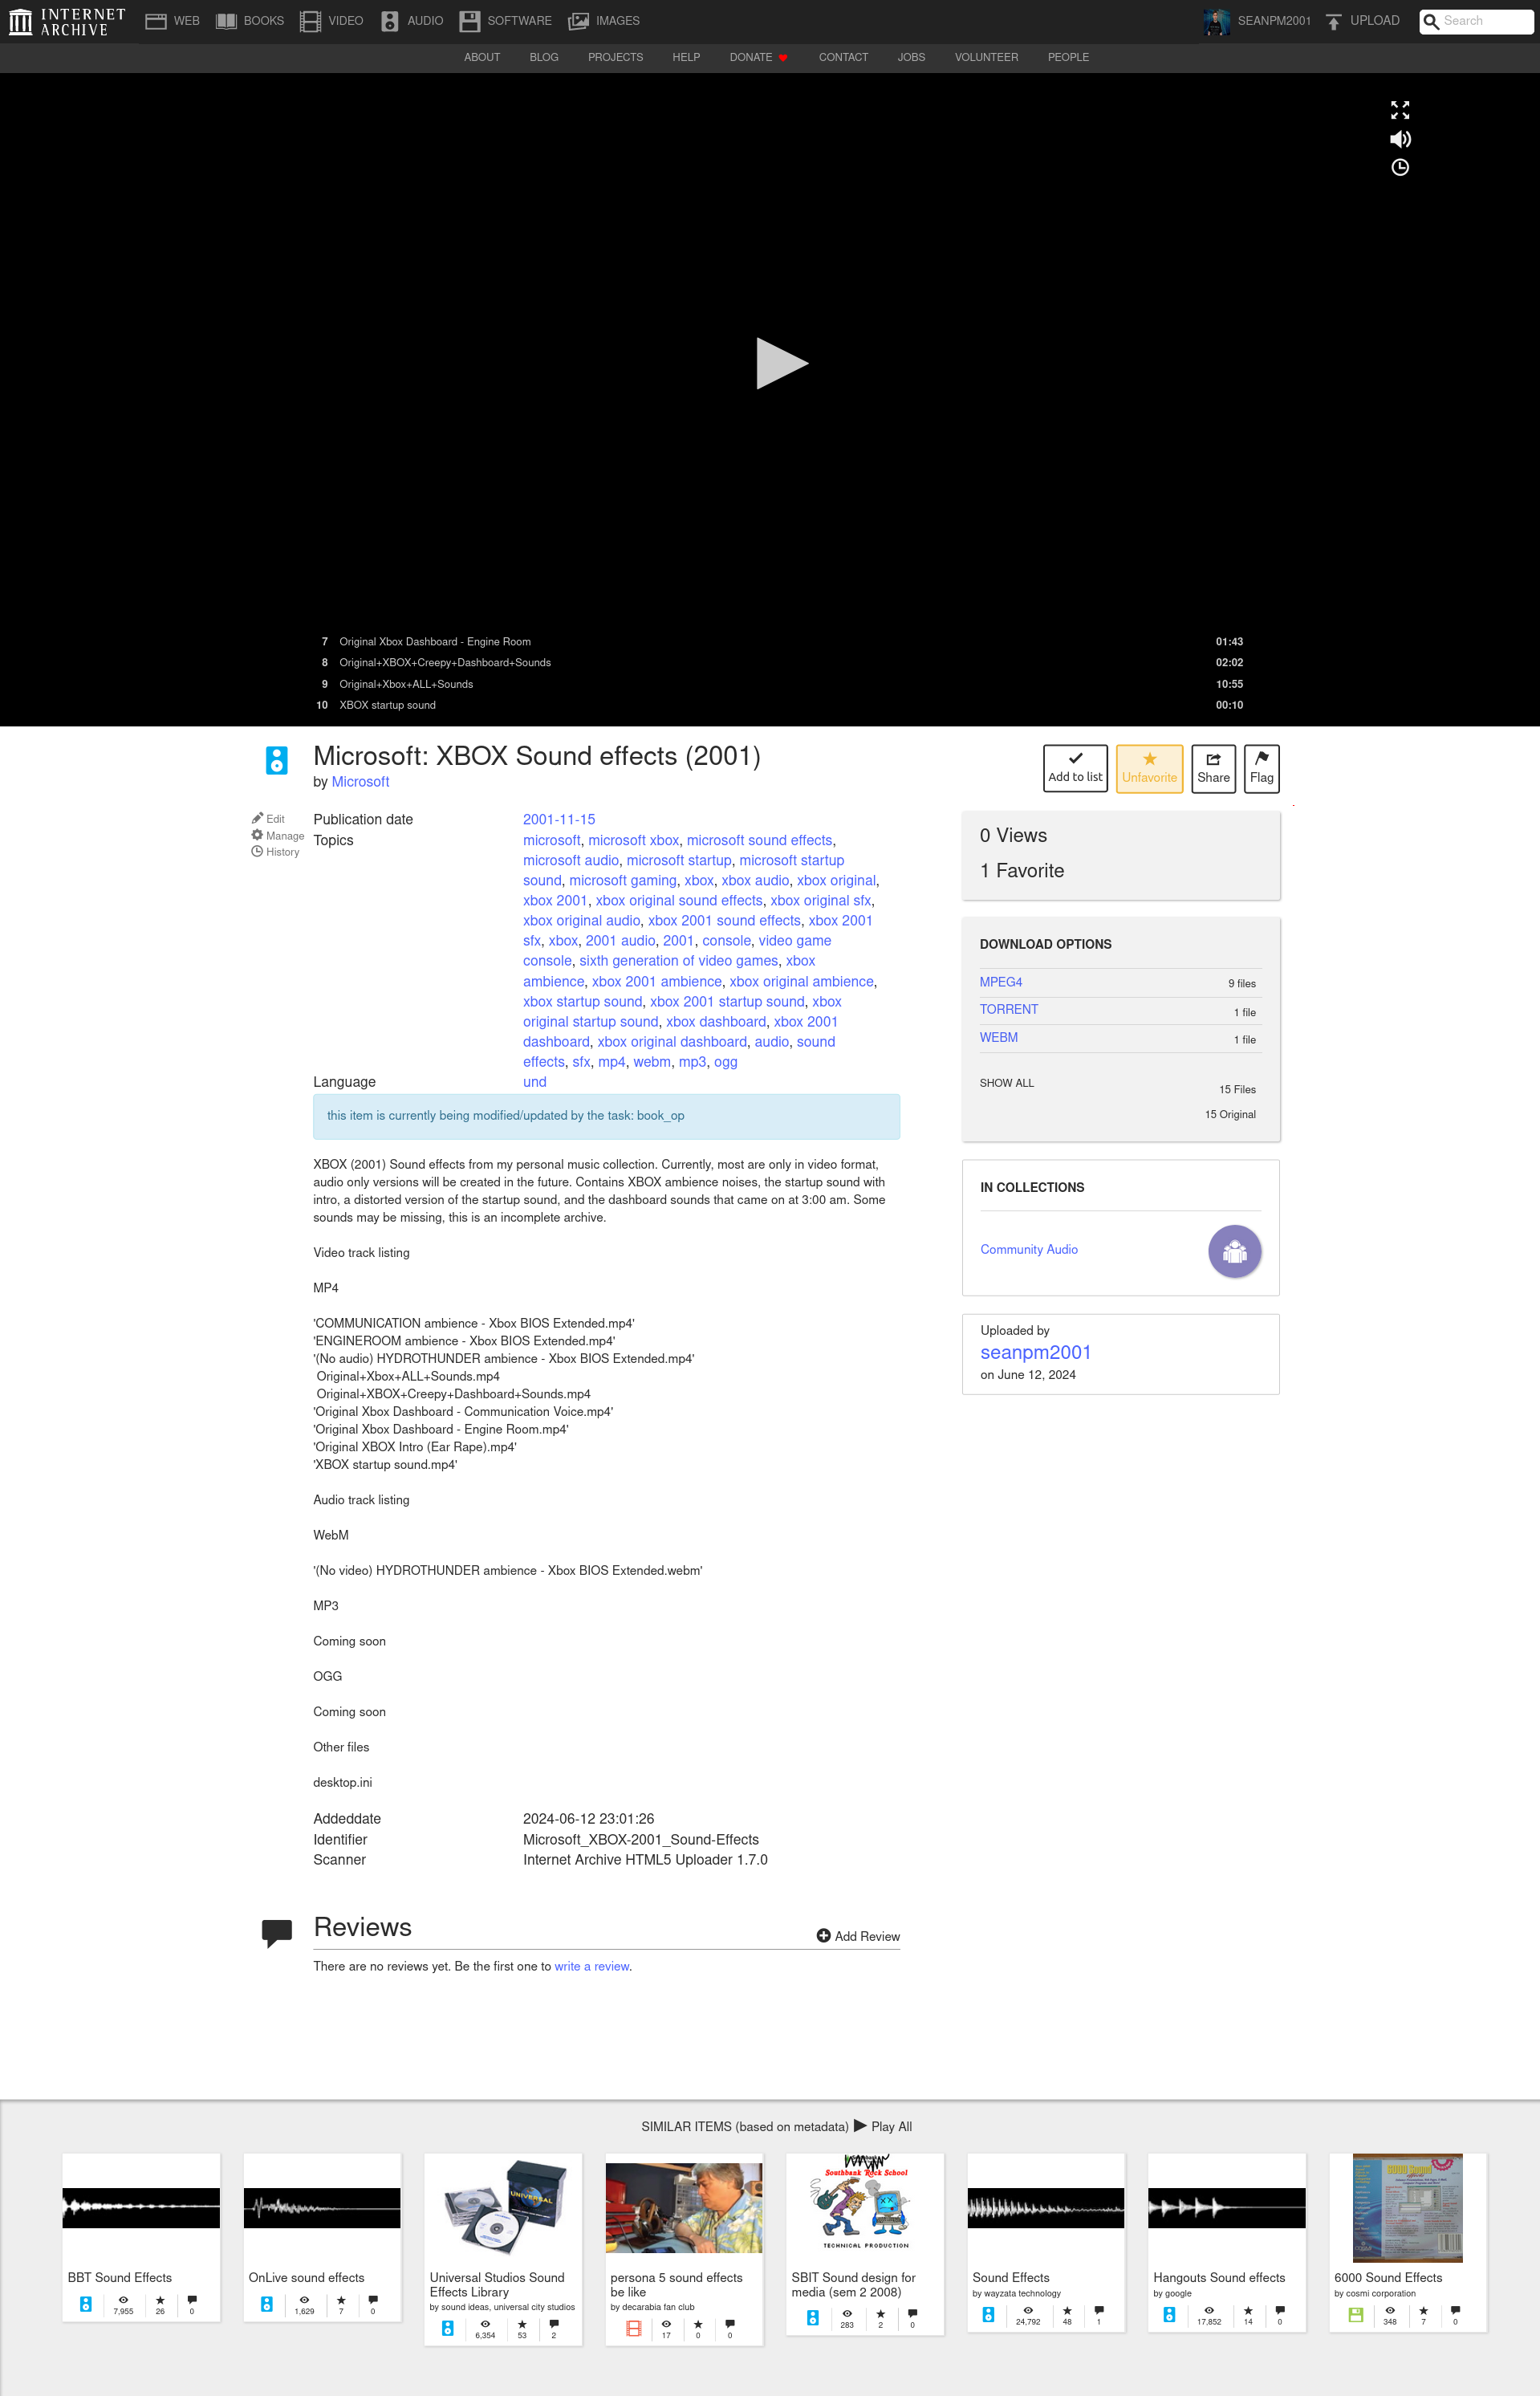 INTERNET ARCHIVE
WEB BOOKS VIDEO AUDIO SOFTWARE IMAGES SEANPM2001 UPLOAD Search
ABOUT BLOG PROJECTS HELP DONATE CONTACT JOBS VOLUNTEER PEOPLE
7 Original Xbox Dashboard - Engine Room 01:43
8 Original+XBOX+Creepy+Dashboard+Sounds 02:02
9 Original+Xbox+ALL+Sounds 10:55
10 XBOX startup sound 00:10
Microsoft: XBOX Sound effects (2001)
by Microsoft
Add to list Unfavorite Share Flag
Edit
Manage
History
Publication date 2001-11-15
Topics microsoft, microsoft xbox, microsoft sound effects,
microsoft audio, microsoft startup, microsoft startup
sound, microsoft gaming, xbox, xbox audio, xbox original,
xbox 2001, xbox original sound effects, xbox original sfx,
xbox original audio, xbox 2001 sound effects, xbox 2001
sfx, xbox, 2001 audio, 2001, console, video game
console, sixth generation of video games, xbox
ambience, xbox 2001 ambience, xbox original ambience,
xbox startup sound, xbox 2001 startup sound, xbox
original startup sound, xbox dashboard, xbox 2001
dashboard, xbox original dashboard, audio, sound
effects, sfx, mp4, webm, mp3, ogg
Language und
this item is currently being modified/updated by the task: book_op
XBOX (2001) Sound effects from my personal music collection. Currently, most are only in video format,
audio only versions will be created in the future. Contains XBOX ambience noises, the startup sound with
intro, a distorted version of the startup sound, and the dashboard sounds that came on at 3:00 am. Some
sounds may be missing, this is an incomplete archive.
Video track listing
MP4
'COMMUNICATION ambience - Xbox BIOS Extended.mp4'
'ENGINEROOM ambience - Xbox BIOS Extended.mp4'
'(No audio) HYDROTHUNDER ambience - Xbox BIOS Extended.mp4'
Original+Xbox+ALL+Sounds.mp4
Original+XBOX+Creepy+Dashboard+Sounds.mp4
'Original Xbox Dashboard - Communication Voice.mp4'
'Original Xbox Dashboard - Engine Room.mp4'
'Original XBOX Intro (Ear Rape).mp4'
'XBOX startup sound.mp4'
Audio track listing
WebM
'(No video) HYDROTHUNDER ambience - Xbox BIOS Extended.webm'
MP3
Coming soon
OGG
Coming soon
Other files
desktop.ini
Addeddate 2024-06-12 23:01:26
Identifier Microsoft_XBOX-2001_Sound-Effects
Scanner Internet Archive HTML5 Uploader 1.7.0
0 Views
1 Favorite
DOWNLOAD OPTIONS
MPEG4 9 files
TORRENT 1 file
WEBM 1 file
SHOW ALL 15 Files
15 Original
IN COLLECTIONS
Community Audio
Uploaded by
seanpm2001
on June 12, 2024
Reviews
Add Review
There are no reviews yet. Be the first one to write a review.
SIMILAR ITEMS (based on metadata) Play All
BBT Sound Effects
7,955 26 0
OnLive sound effects
1,629 7 0
UNIVERSAL
Universal Studios Sound
Effects Library
by sound ideas, universal city studios
6,354 53 2
persona 5 sound effects
be like
by decarabia fan club
17 0 0
Southbank Rock School
TECHNICAL PRODUCTION
SBIT Sound design for
media (sem 2 2008)
283 2 0
Sound Effects
by wayzata technology
24,792 48 1
Hangouts Sound effects
by google
17,852 14 0
6000 Sound Effects
by cosmi corporation
348 7 0